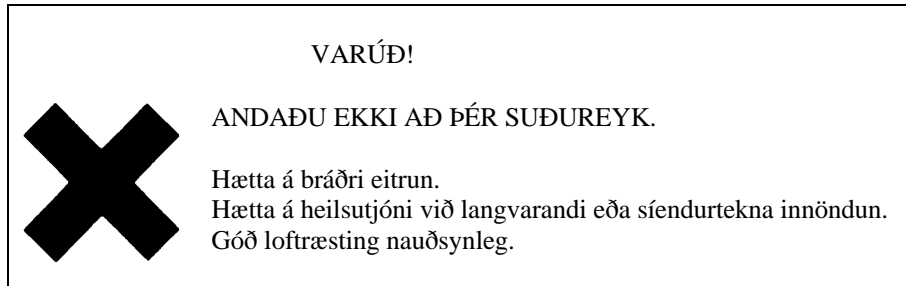 VARÚÐ!
ANDAÐU EKKI AÐ ÞÉR SUÐUREYK.
Hætta á bráðri eitrun.
Hætta á heilsutjóni við langvarandi eða síendurtekna innöndun.
Góð loftræsting nauðsynleg.